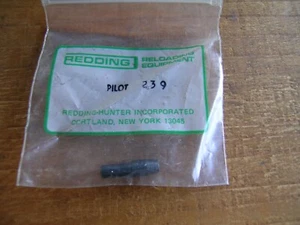 REDDING RELOADING EQUIPMENT
PILOT 239
REDDING-HUNTER INCORPORATED
CORTLAND, NEW YORK 13045